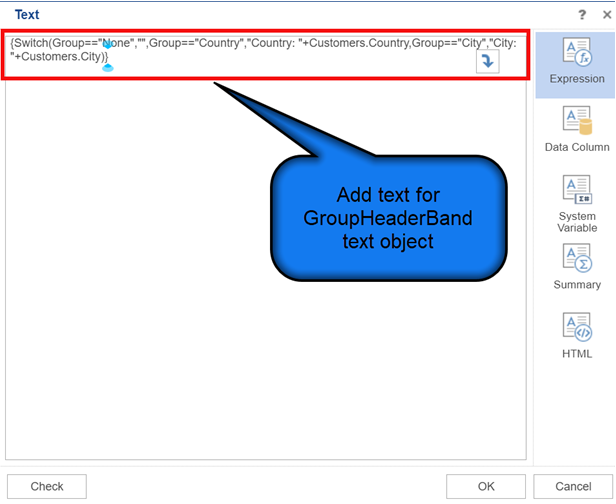 Text
? ×
{Switch(Group=="None","",Group=="Country","Country: "+Customers.Country,Group=="City","City:
"+Customers.City)}
Expression
Data Column
System
Variable
Summary
HTML
Add text for
GroupHeaderBand
text object
Check
OK
Cancel